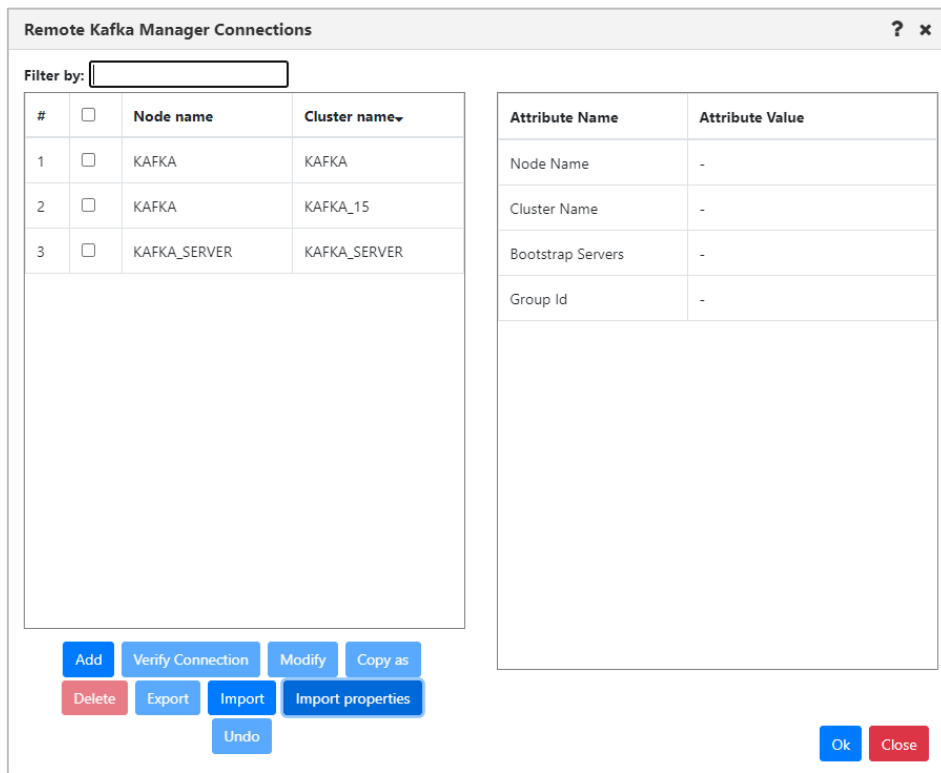 Remote Kafka Manager Connections ? ×
Filter by:
# Node name Cluster name
1 KAFKA KAFKA
2 KAFKA KAFKA_15
3 KAFKA_SERVER KAFKA_SERVER
Attribute Name Attribute Value
Node Name -
Cluster Name -
Bootstrap Servers -
Group Id -
Add Verify Connection Modify Copy as
Delete Export Import Import properties
Undo
Ok Close